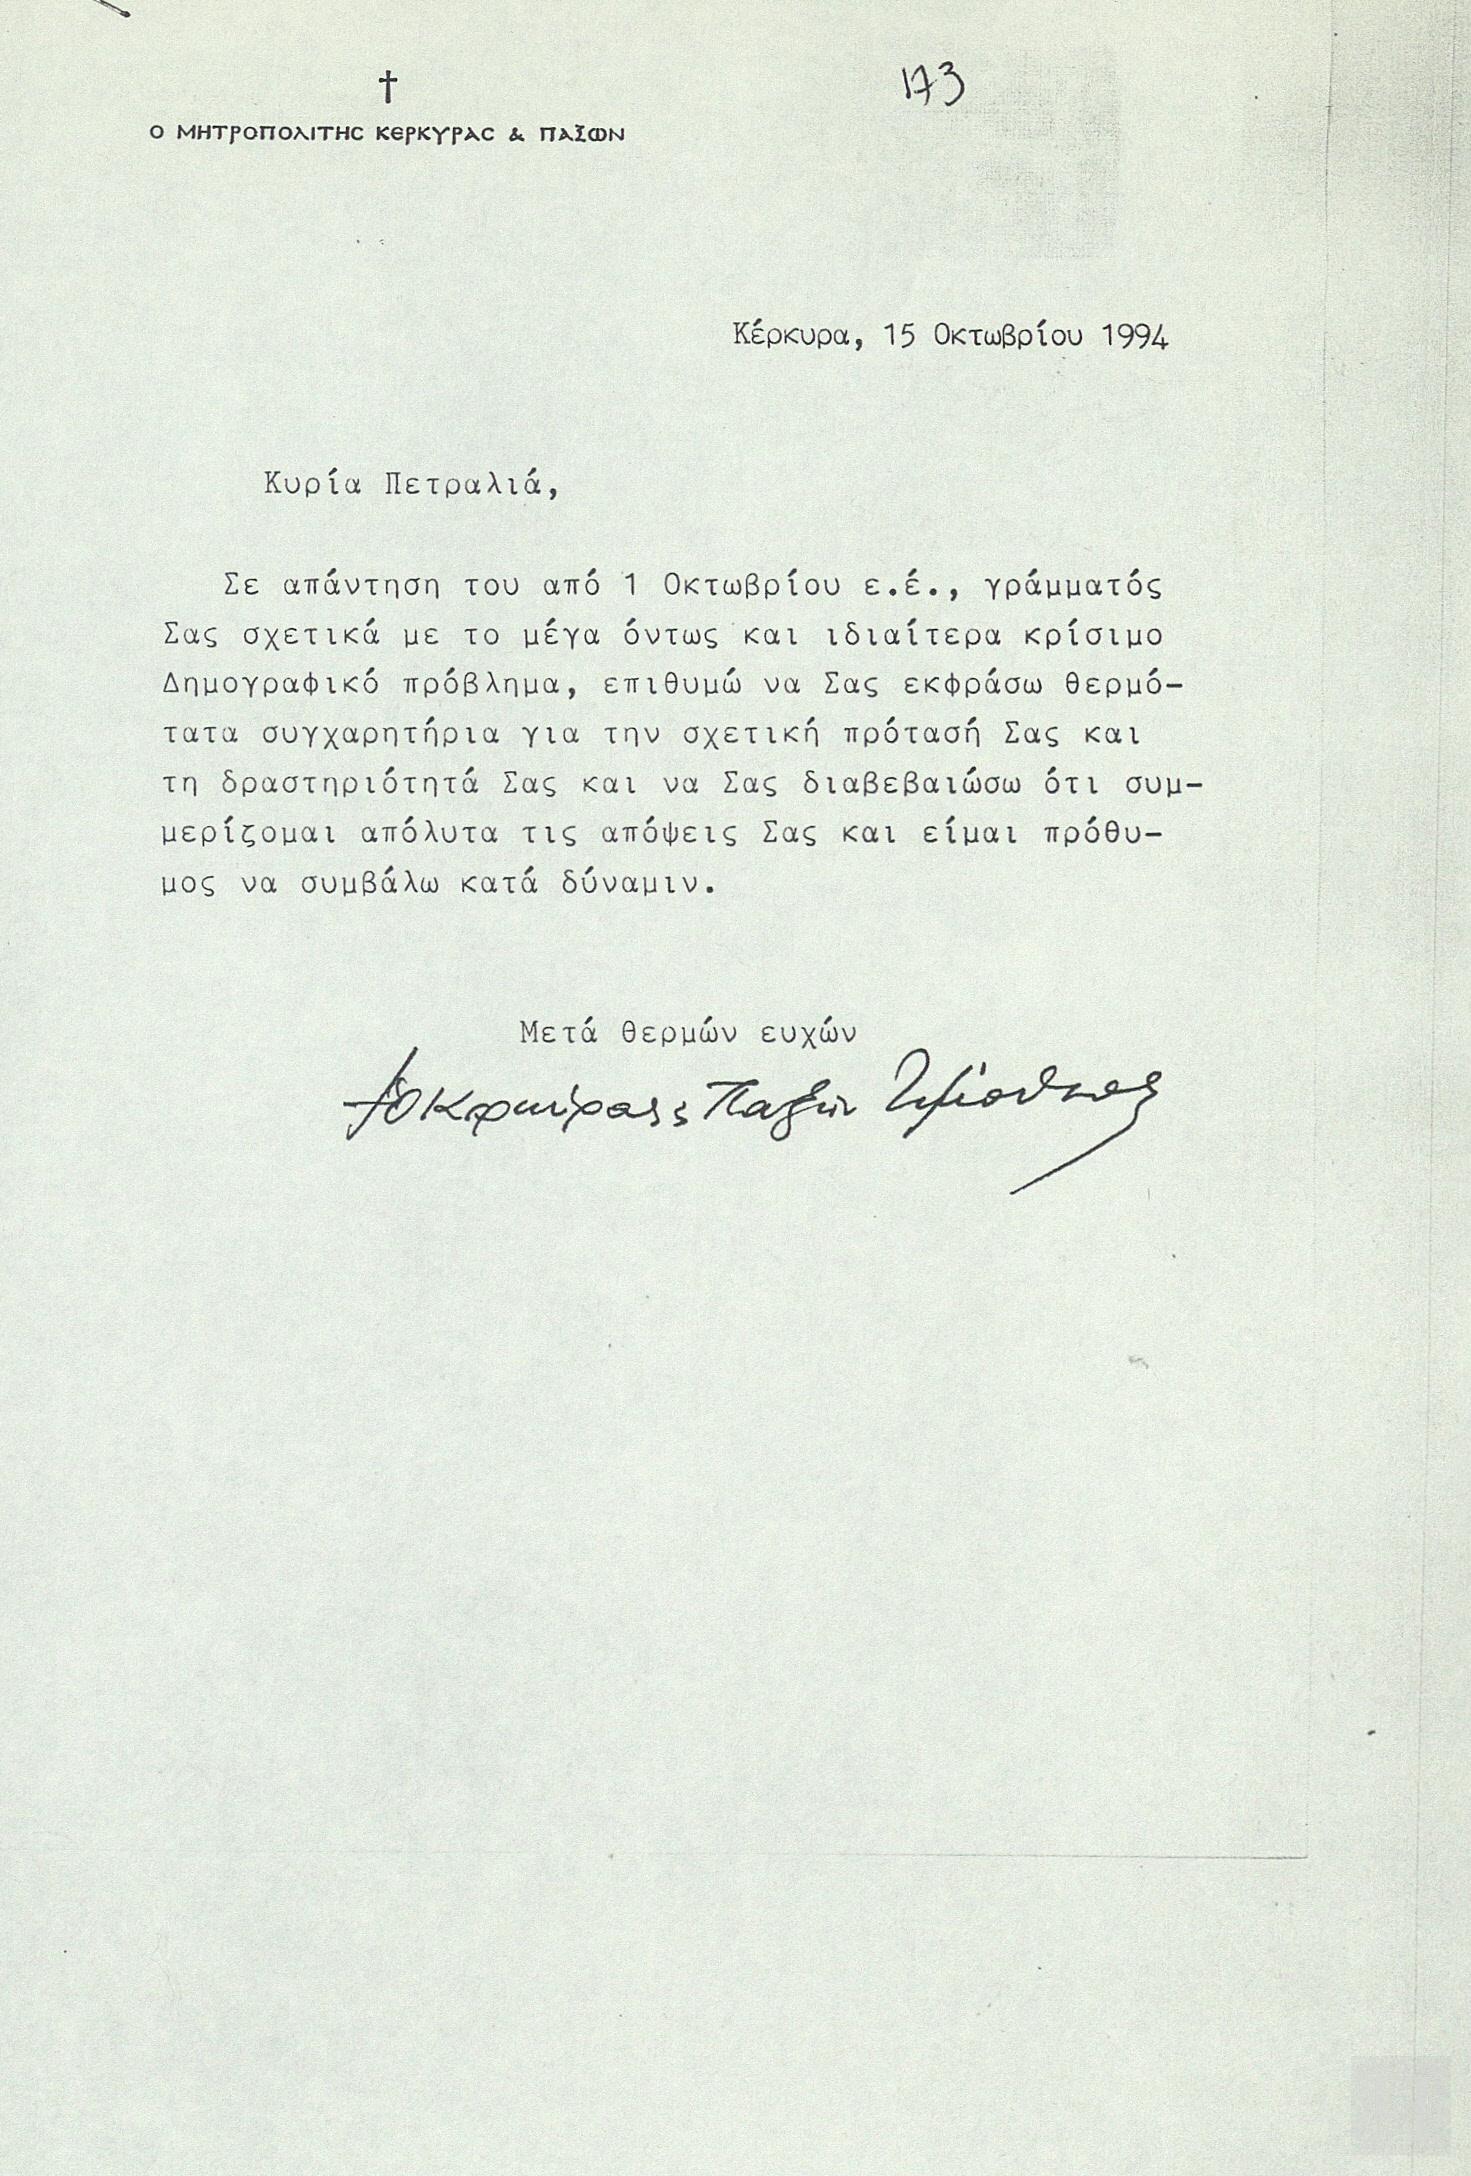 †
173
Ο ΜΗΤΡΟΠΟΛΙΤΗΣ ΚΕΡΚΥΡΑΣ & ΠΑΞΩΝ
Κέρκυρα, 15 Οκτωβρίου 1994
Κυρία Πετραλιά,
Σε απάντηση του από 1 Οκτωβρίου ε.έ., γράμματός
Σας σχετικά με το μέγα όντως και ιδιαίτερα κρίσιμο
Δημογραφικό πρόβλημα, επιθυμώ να Σας εκφράσω θερμό-
τατα συγχαρητήρια για την σχετική πρότασή Σας και
τη δραστηριότητά Σας και να Σας διαβεβαιώσω ότι συμ-
μερίζομαι απόλυτα τις απόψεις Σας και είμαι πρόθυ-
μος να συμβάλω κατά δύναμιν.
Μετά θερμών ευχών
† Ο Κερκύρας & Παξών Τιμόθεος